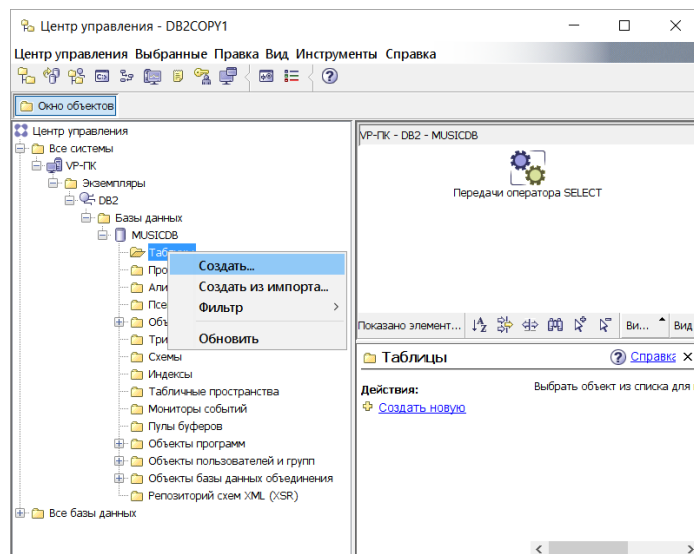 Центр управления - DB2COPY1
Центр управления Выбранные Правка Вид Инструменты Справка
Окно объектов
Центр управления
Все системы
VP-ПК
Экземпляры
DB2
Базы данных
MUSICDB
Создать...
Создать из импорта...
Фильтр
Обновить
Схемы
Индексы
Табличные пространства
Мониторы событий
Пулы буферов
Объекты программ
Объекты пользователей и групп
Объекты базы данных объединения
Репозиторий схем XML (XSR)
Все базы данных
VP-ПК - DB2 - MUSICDB
Передачи оператора SELECT
Показано элемент... Ви... Вид
Таблицы Справка
Действия: Выбрать объект из списка для
Создать новую